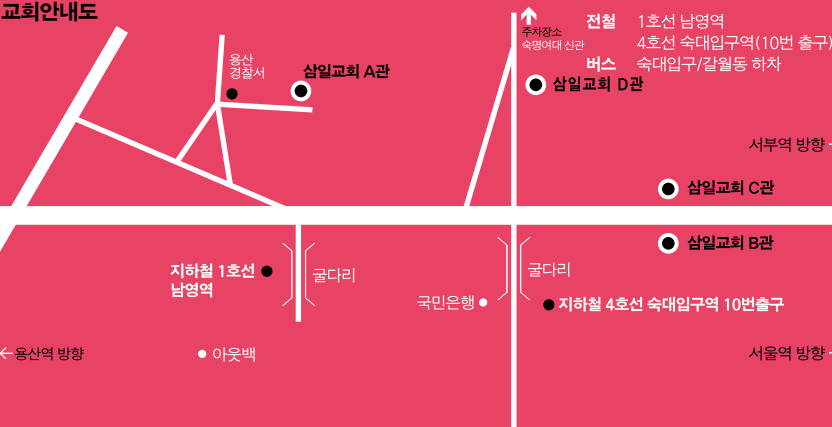 교회안내도
전철 1호선 남영역
4호선 숙대입구역(10번 출구)
버스 숙대입구/갈월동 하차
주차장소
숙명여대 신관
용산
경찰서
삼일교회 A관
삼일교회 D관
서부역 방향
삼일교회 C관
삼일교회 B관
지하철 1호선
남영역
굴다리
굴다리
국민은행
지하철 4호선 숙대입구역 10번출구
용산역 방향
아웃백
서울역 방향